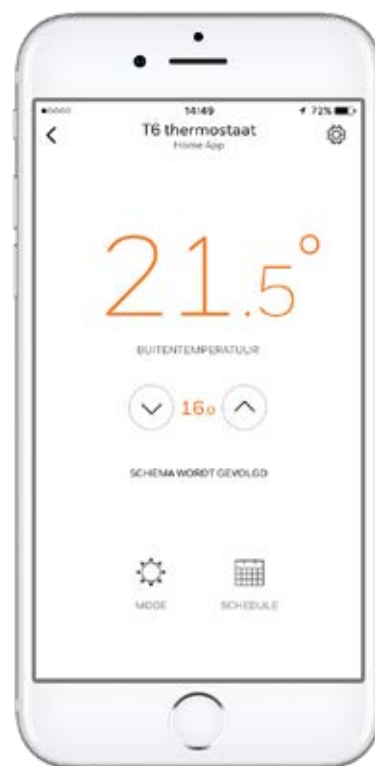 14:49 72%
T6 thermostaat
Home App
21.5°
BUITENTEMPERATUUR
16.0
SCHEMA WORDT GEVOLGD
MODE SCHEDULE